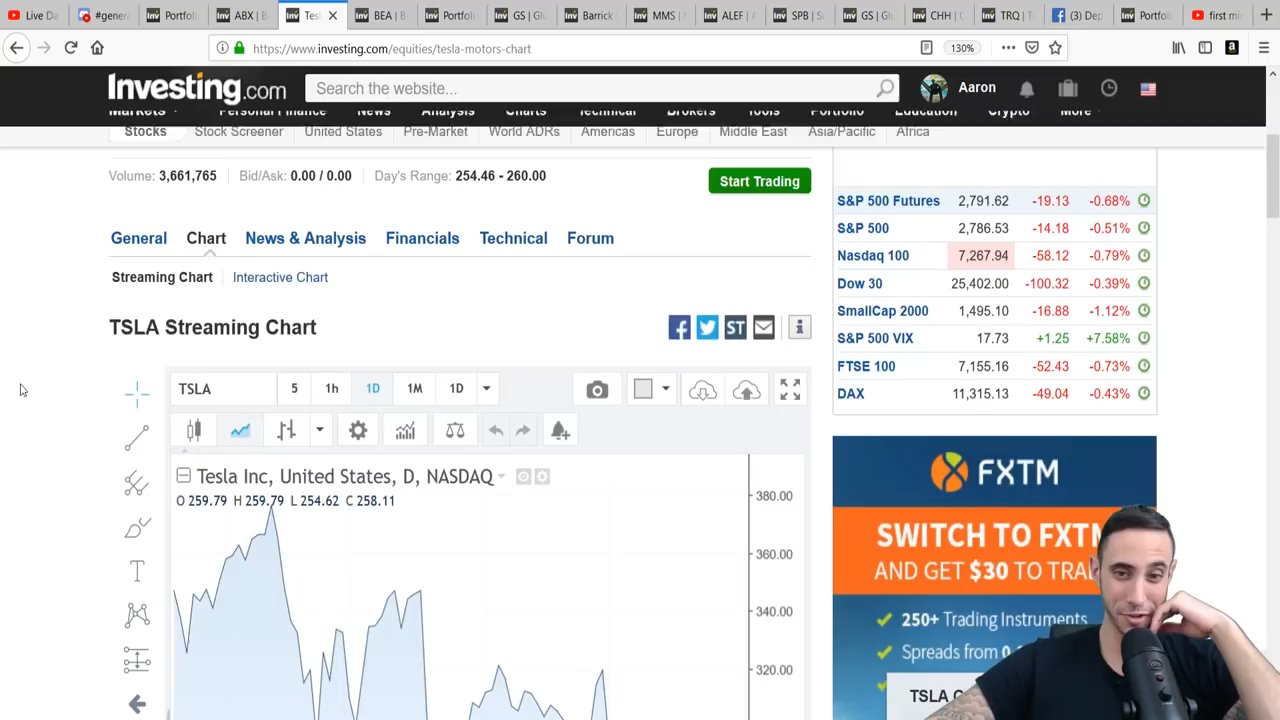 Live Da
#gener
Portfoli
ABX | B
Tesl
BEA | B
Portfoli
GS | Glu
Barrick
MMS |
ALEF | A
SPB | S
GS | Glu
CHH | C
TRQ | T
(3) Dep
Portfoli
first mi
https://www.investing.com/equities/tesla-motors-chart
130%
Investing.com
Search the website...
Aaron
Markets
Personal Finance
News
Analysis
Charts
Technical
Brokers
Tools
Portfolio
Education
Crypto
More
Stocks
Stock Screener
United States
Pre-Market
World ADRs
Americas
Europe
Middle East
Asia/Pacific
Africa
Volume: 3,661,765
Bid/Ask: 0.00 / 0.00
Day's Range: 254.46 - 260.00
Start Trading
General
Chart
News & Analysis
Financials
Technical
Forum
Streaming Chart
Interactive Chart
TSLA Streaming Chart
ST
TSLA
5
1h
1D
1M
1D
Tesla Inc, United States, D, NASDAQ
O 259.79 H 259.79 L 254.62 C 258.11
380.00
360.00
340.00
320.00
S&P 500 Futures 2,791.62 -19.13 -0.68%
S&P 500 2,786.53 -14.18 -0.51%
Nasdaq 100 7,267.94 -58.12 -0.79%
Dow 30 25,402.00 -100.32 -0.39%
SmallCap 2000 1,495.10 -16.88 -1.12%
S&P 500 VIX 17.73 +1.25 +7.58%
FTSE 100 7,155.16 -52.43 -0.73%
DAX 11,315.13 -49.04 -0.43%
FXTM
SWITCH TO FXTM
AND GET $30 TO TRA
250+ Trading Instruments
Spreads from 0
TSLA